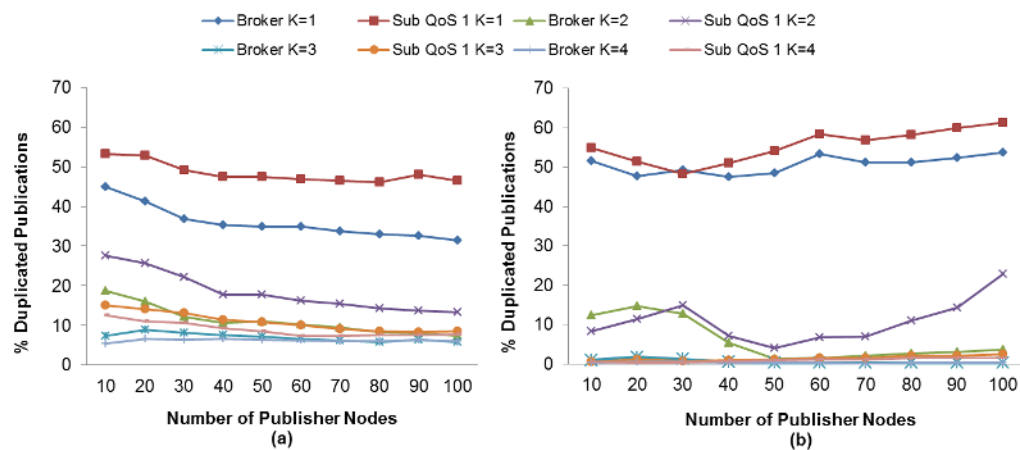 Broker K=1 Sub QoS 1 K=1 Broker K=2 Sub QoS 1 K=2
Broker K=3 Sub QoS 1 K=3 Broker K=4 Sub QoS 1 K=4
% Duplicated Publications
70
60
50
40
30
20
10
0
10 20 30 40 50 60 70 80 90 100
Number of Publisher Nodes
(a)
% Duplicated Publications
70
60
50
40
30
20
10
0
10 20 30 40 50 60 70 80 90 100
Number of Publisher Nodes
(b)